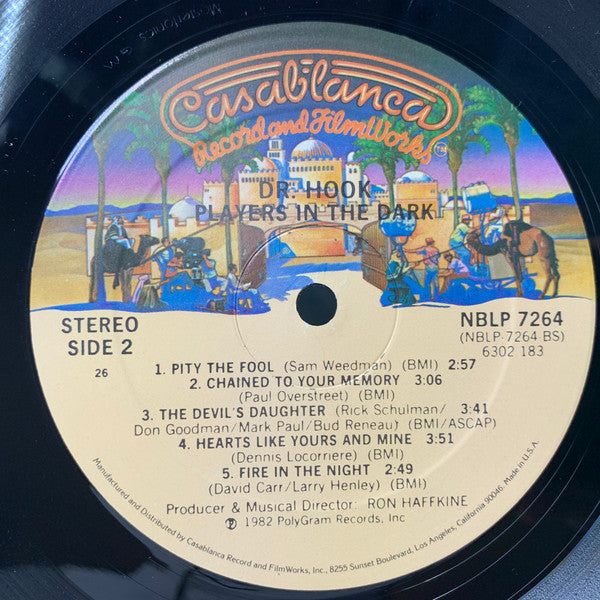 Masterfonics G.M
Casablanca
Record and FilmWorks™
DR. HOOK
PLAYERS IN THE DARK
STEREO
SIDE 2
NBLP 7264
(NBLP-7264-BS)
6302 183
26
1. PITY THE FOOL (Sam Weedman) (BMI) 2:57
2. CHAINED TO YOUR MEMORY 3:06
(Paul Overstreet) (BMI)
3. THE DEVIL'S DAUGHTER (Rick Schulman/ 3:41
Don Goodman/Mark Paul/Bud Reneau) (BMI/ASCAP)
4. HEARTS LIKE YOURS AND MINE 3:51
(Dennis Locorriere) (BMI)
5. FIRE IN THE NIGHT 2:49
(David Carr/Larry Henley) (BMI)
Producer & Musical Director: RON HAFFKINE
℗ 1982 PolyGram Records, Inc
Manufactured and Distributed by Casablanca Record and FilmWorks, Inc., 8255 Sunset Boulevard, Los Angeles, California 90046. Made in U.S.A.